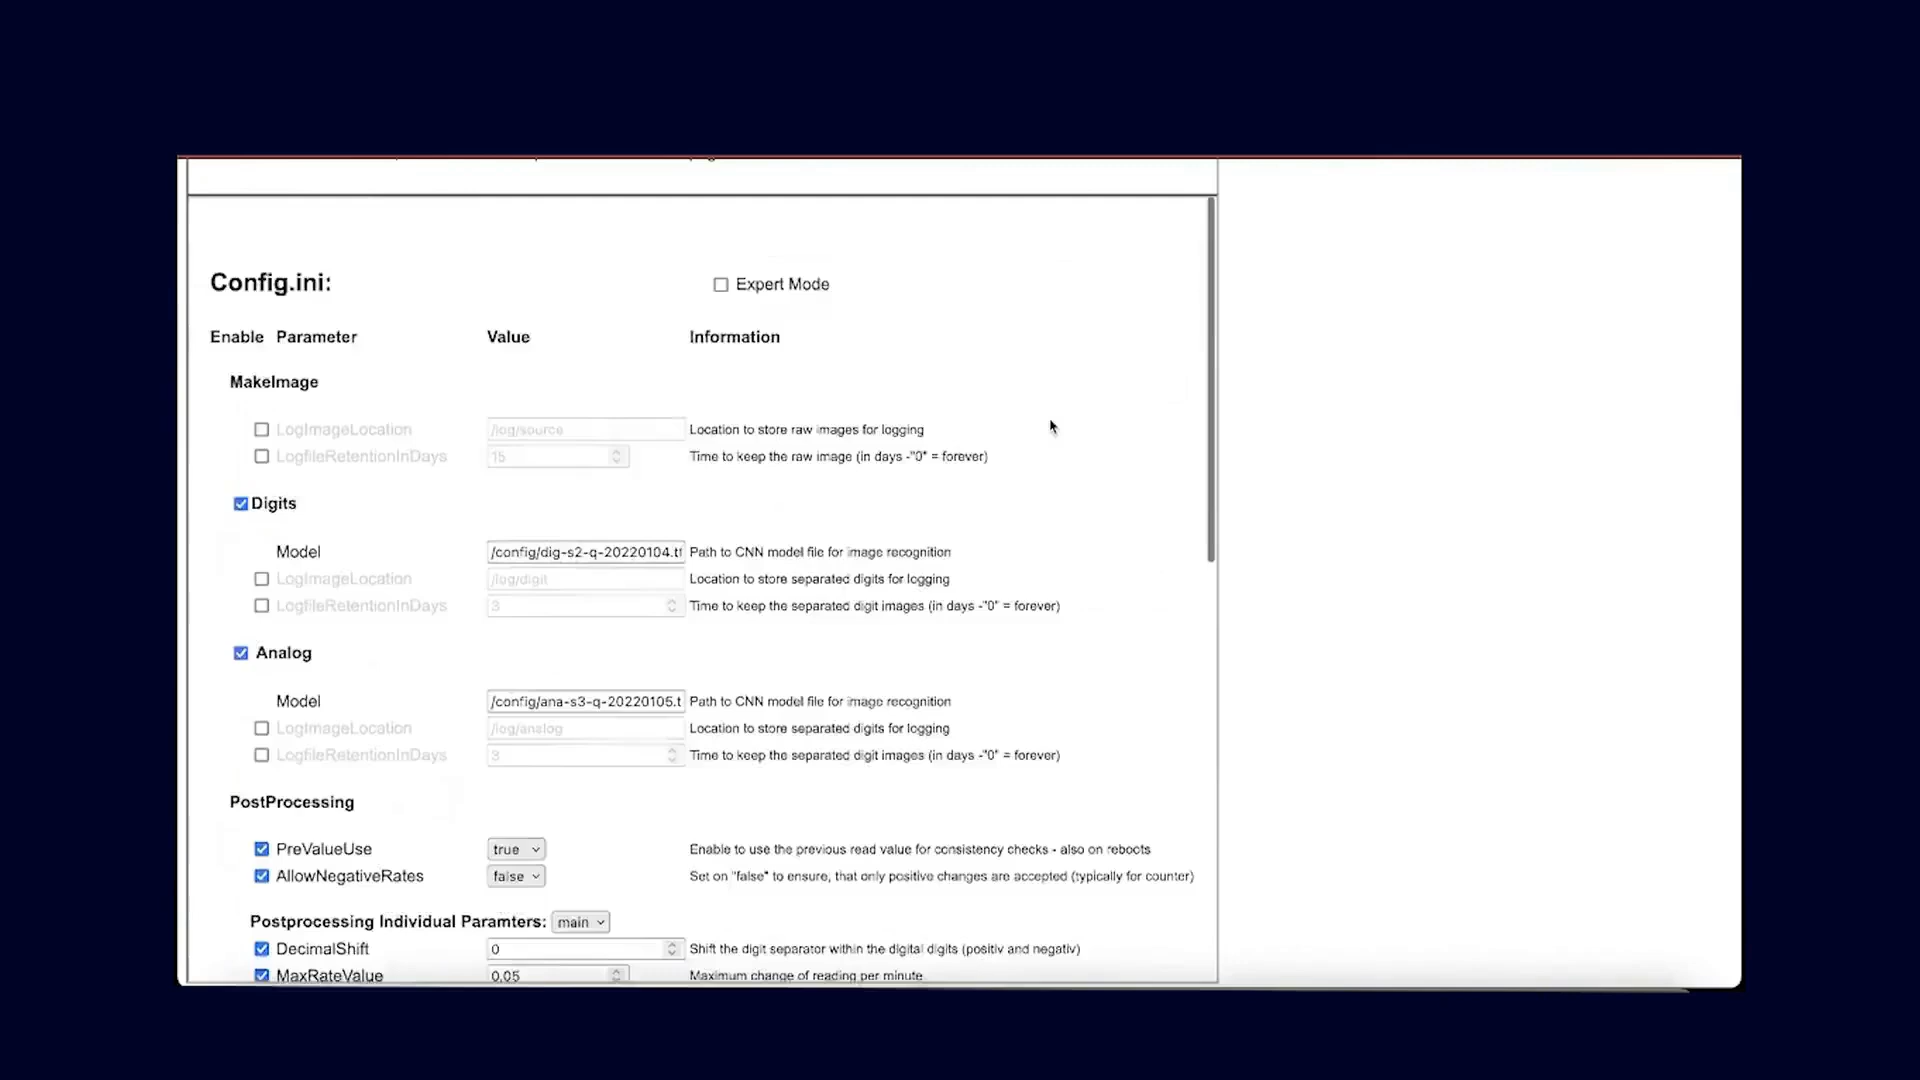 Config.ini: Expert Mode
Enable Parameter Value Information
MakeImage
LogImageLocation /log/source Location to store raw images for logging
LogfileRetentionInDays 15 Time to keep the raw image (in days -"0" = forever)
Digits
Model /config/dig-s2-q-20220104.tf Path to CNN model file for image recognition
LogImageLocation /log/digit Location to store separated digits for logging
LogfileRetentionInDays 3 Time to keep the separated digit images (in days -"0" = forever)
Analog
Model /config/ana-s3-q-20220105.t Path to CNN model file for image recognition
LogImageLocation /log/analog Location to store separated digits for logging
LogfileRetentionInDays 3 Time to keep the separated digit images (in days -"0" = forever)
PostProcessing
PreValueUse true Enable to use the previous read value for consistency checks - also on reboots
AllowNegativeRates false Set on "false" to ensure, that only positive changes are accepted (typically for counter)
Postprocessing Individual Paramters: main
DecimalShift 0 Shift the digit separator within the digital digits (positiv and negativ)
MaxRateValue 0,05 Maximum change of reading per minute